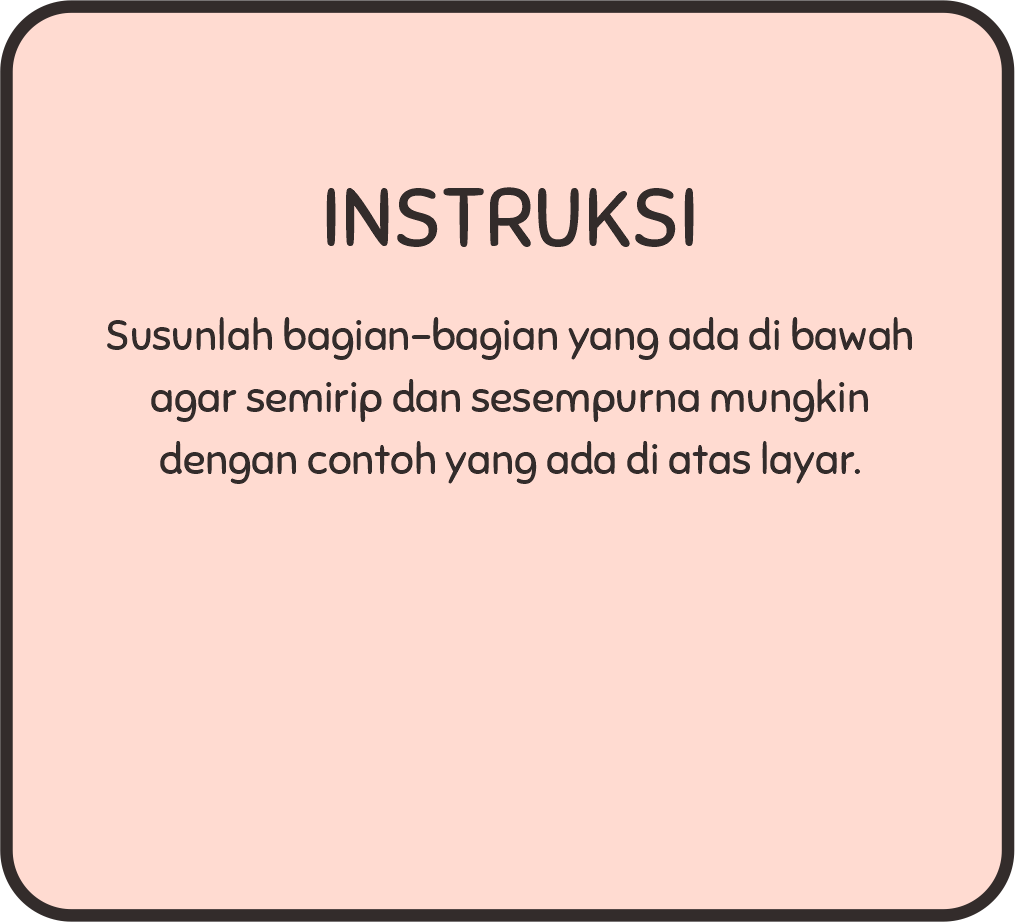 INSTRUKSI
Susunlah bagian-bagian yang ada di bawah
agar semirip dan sesempurna mungkin
dengan contoh yang ada di atas layar.